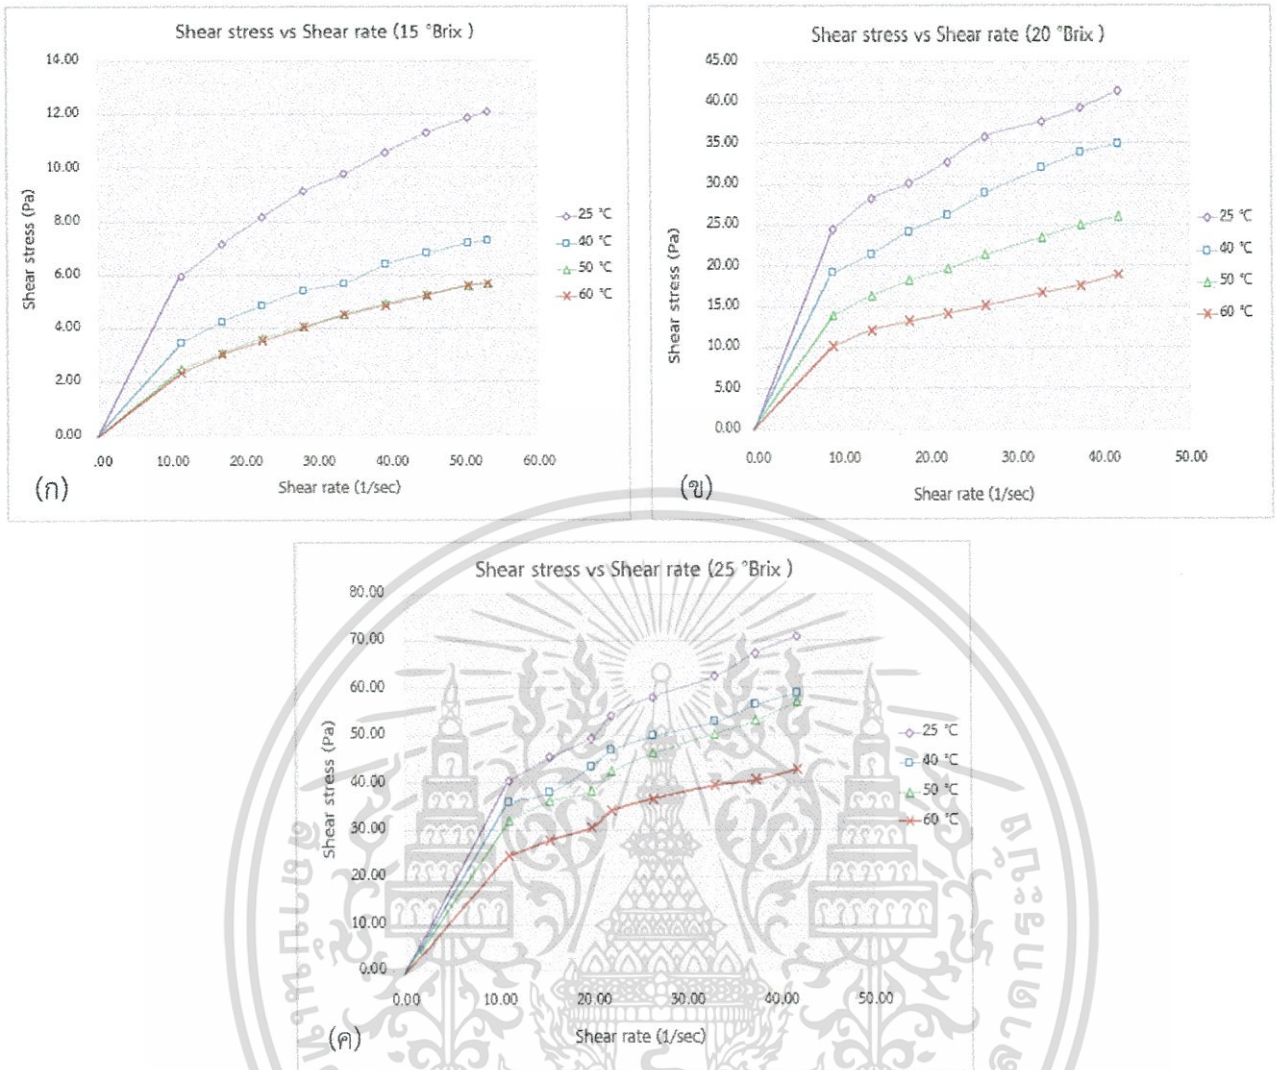 Shear stress vs Shear rate (15 °Brix )
14.00
12.00
10.00
8.00
6.00
4.00
2.00
0.00
Shear stress (Pa)
.00 10.00 20.00 30.00 40.00 50.00 60.00
Shear rate (1/sec)
25 °C
40 °C
50 °C
60 °C
(ก)
Shear stress vs Shear rate (20 °Brix )
45.00
40.00
35.00
30.00
25.00
20.00
15.00
10.00
5.00
0.00
Shear stress (Pa)
0.00 10.00 20.00 30.00 40.00 50.00
Shear rate (1/sec)
25 °C
40 °C
50 °C
60 °C
(ข)
Shear stress vs Shear rate (25 °Brix )
80.00
70.00
60.00
50.00
40.00
30.00
20.00
10.00
0.00
Shear stress (Pa)
0.00 10.00 20.00 30.00 40.00 50.00
Shear rate (1/sec)
25 °C
40 °C
50 °C
60 °C
(ค)